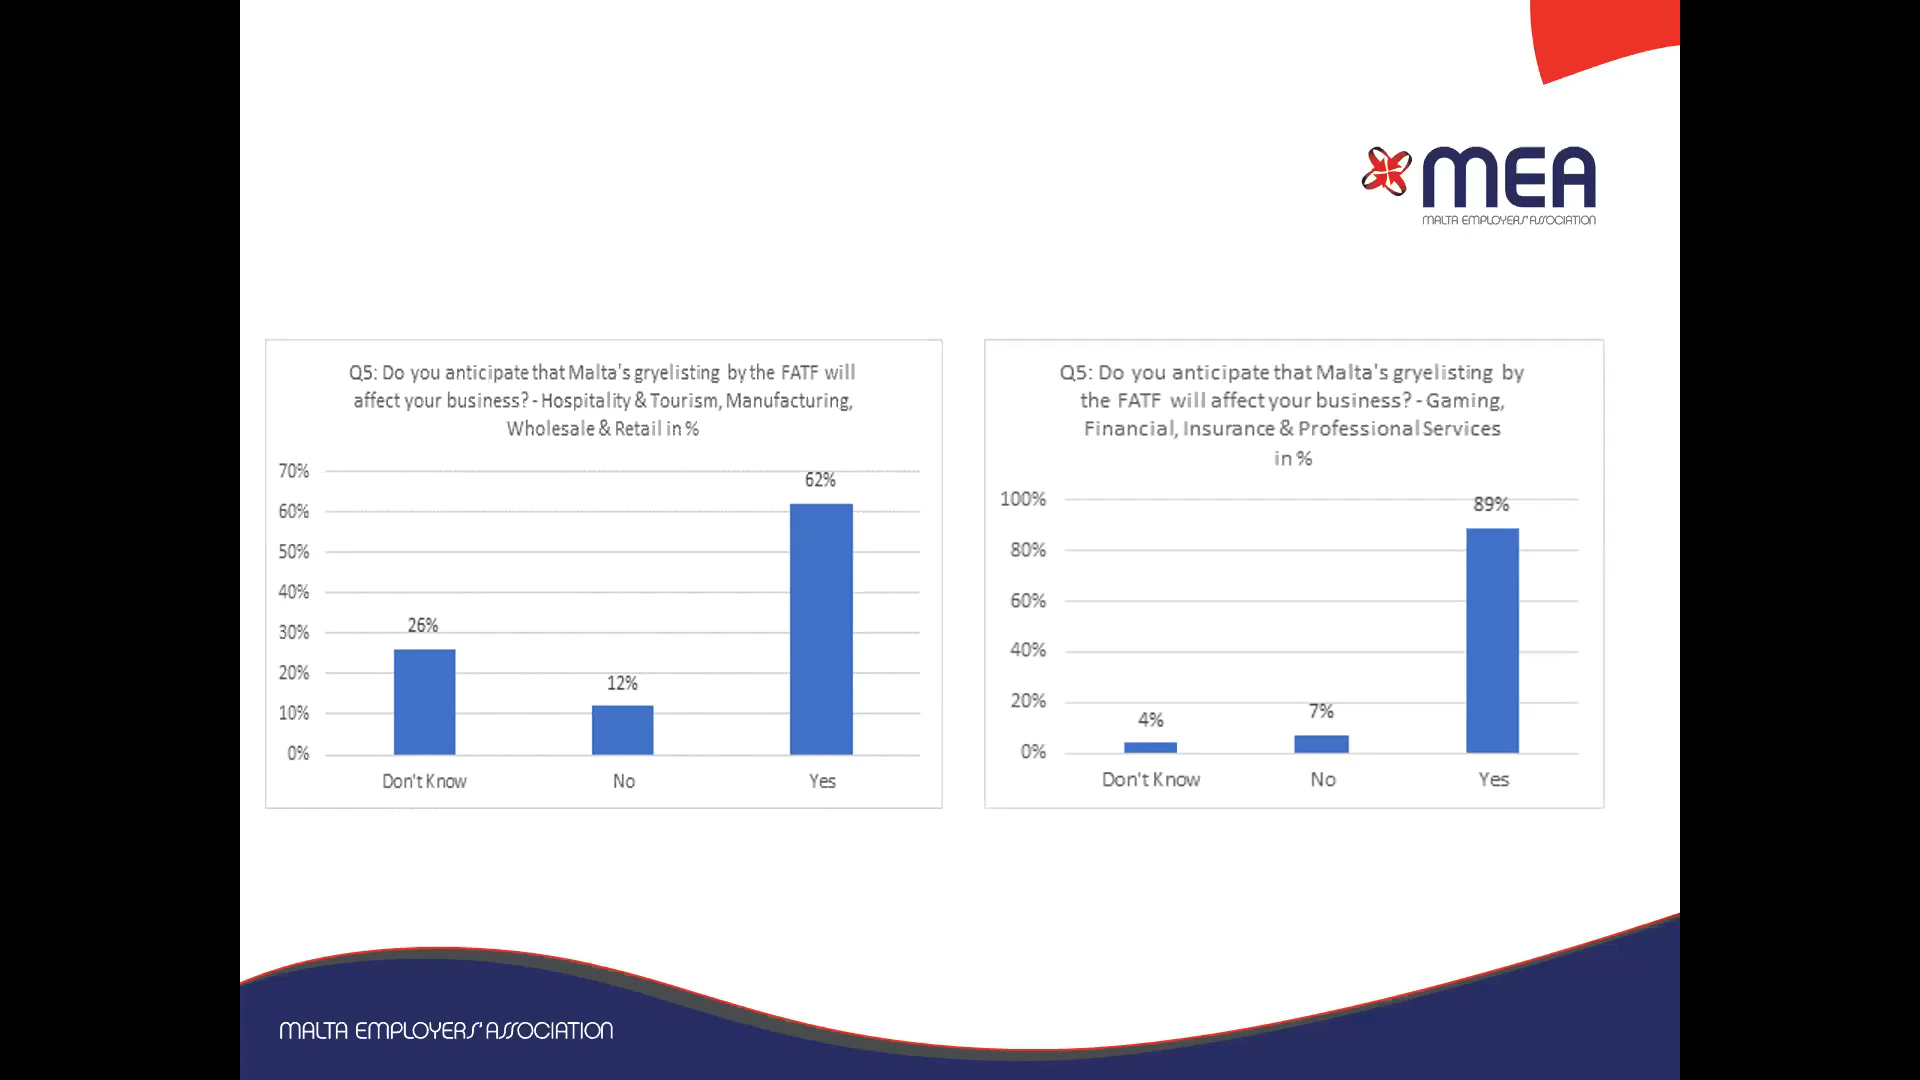 MEA
MALTA EMPLOYERS' ASSOCIATION
Q5: Do you anticipate that Malta's gryelisting by the FATF will
affect your business? - Hospitality & Tourism, Manufacturing,
Wholesale & Retail in %
70%
60%
50%
40%
30%
20%
10%
0%
26%
12%
62%
Don't Know
No
Yes
Q5: Do you anticipate that Malta's gryelisting by
the FATF will affect your business? - Gaming,
Financial, Insurance & Professional Services
in %
100%
80%
60%
40%
20%
0%
4%
7%
89%
Don't Know
No
Yes
MALTA EMPLOYERS' ASSOCIATION